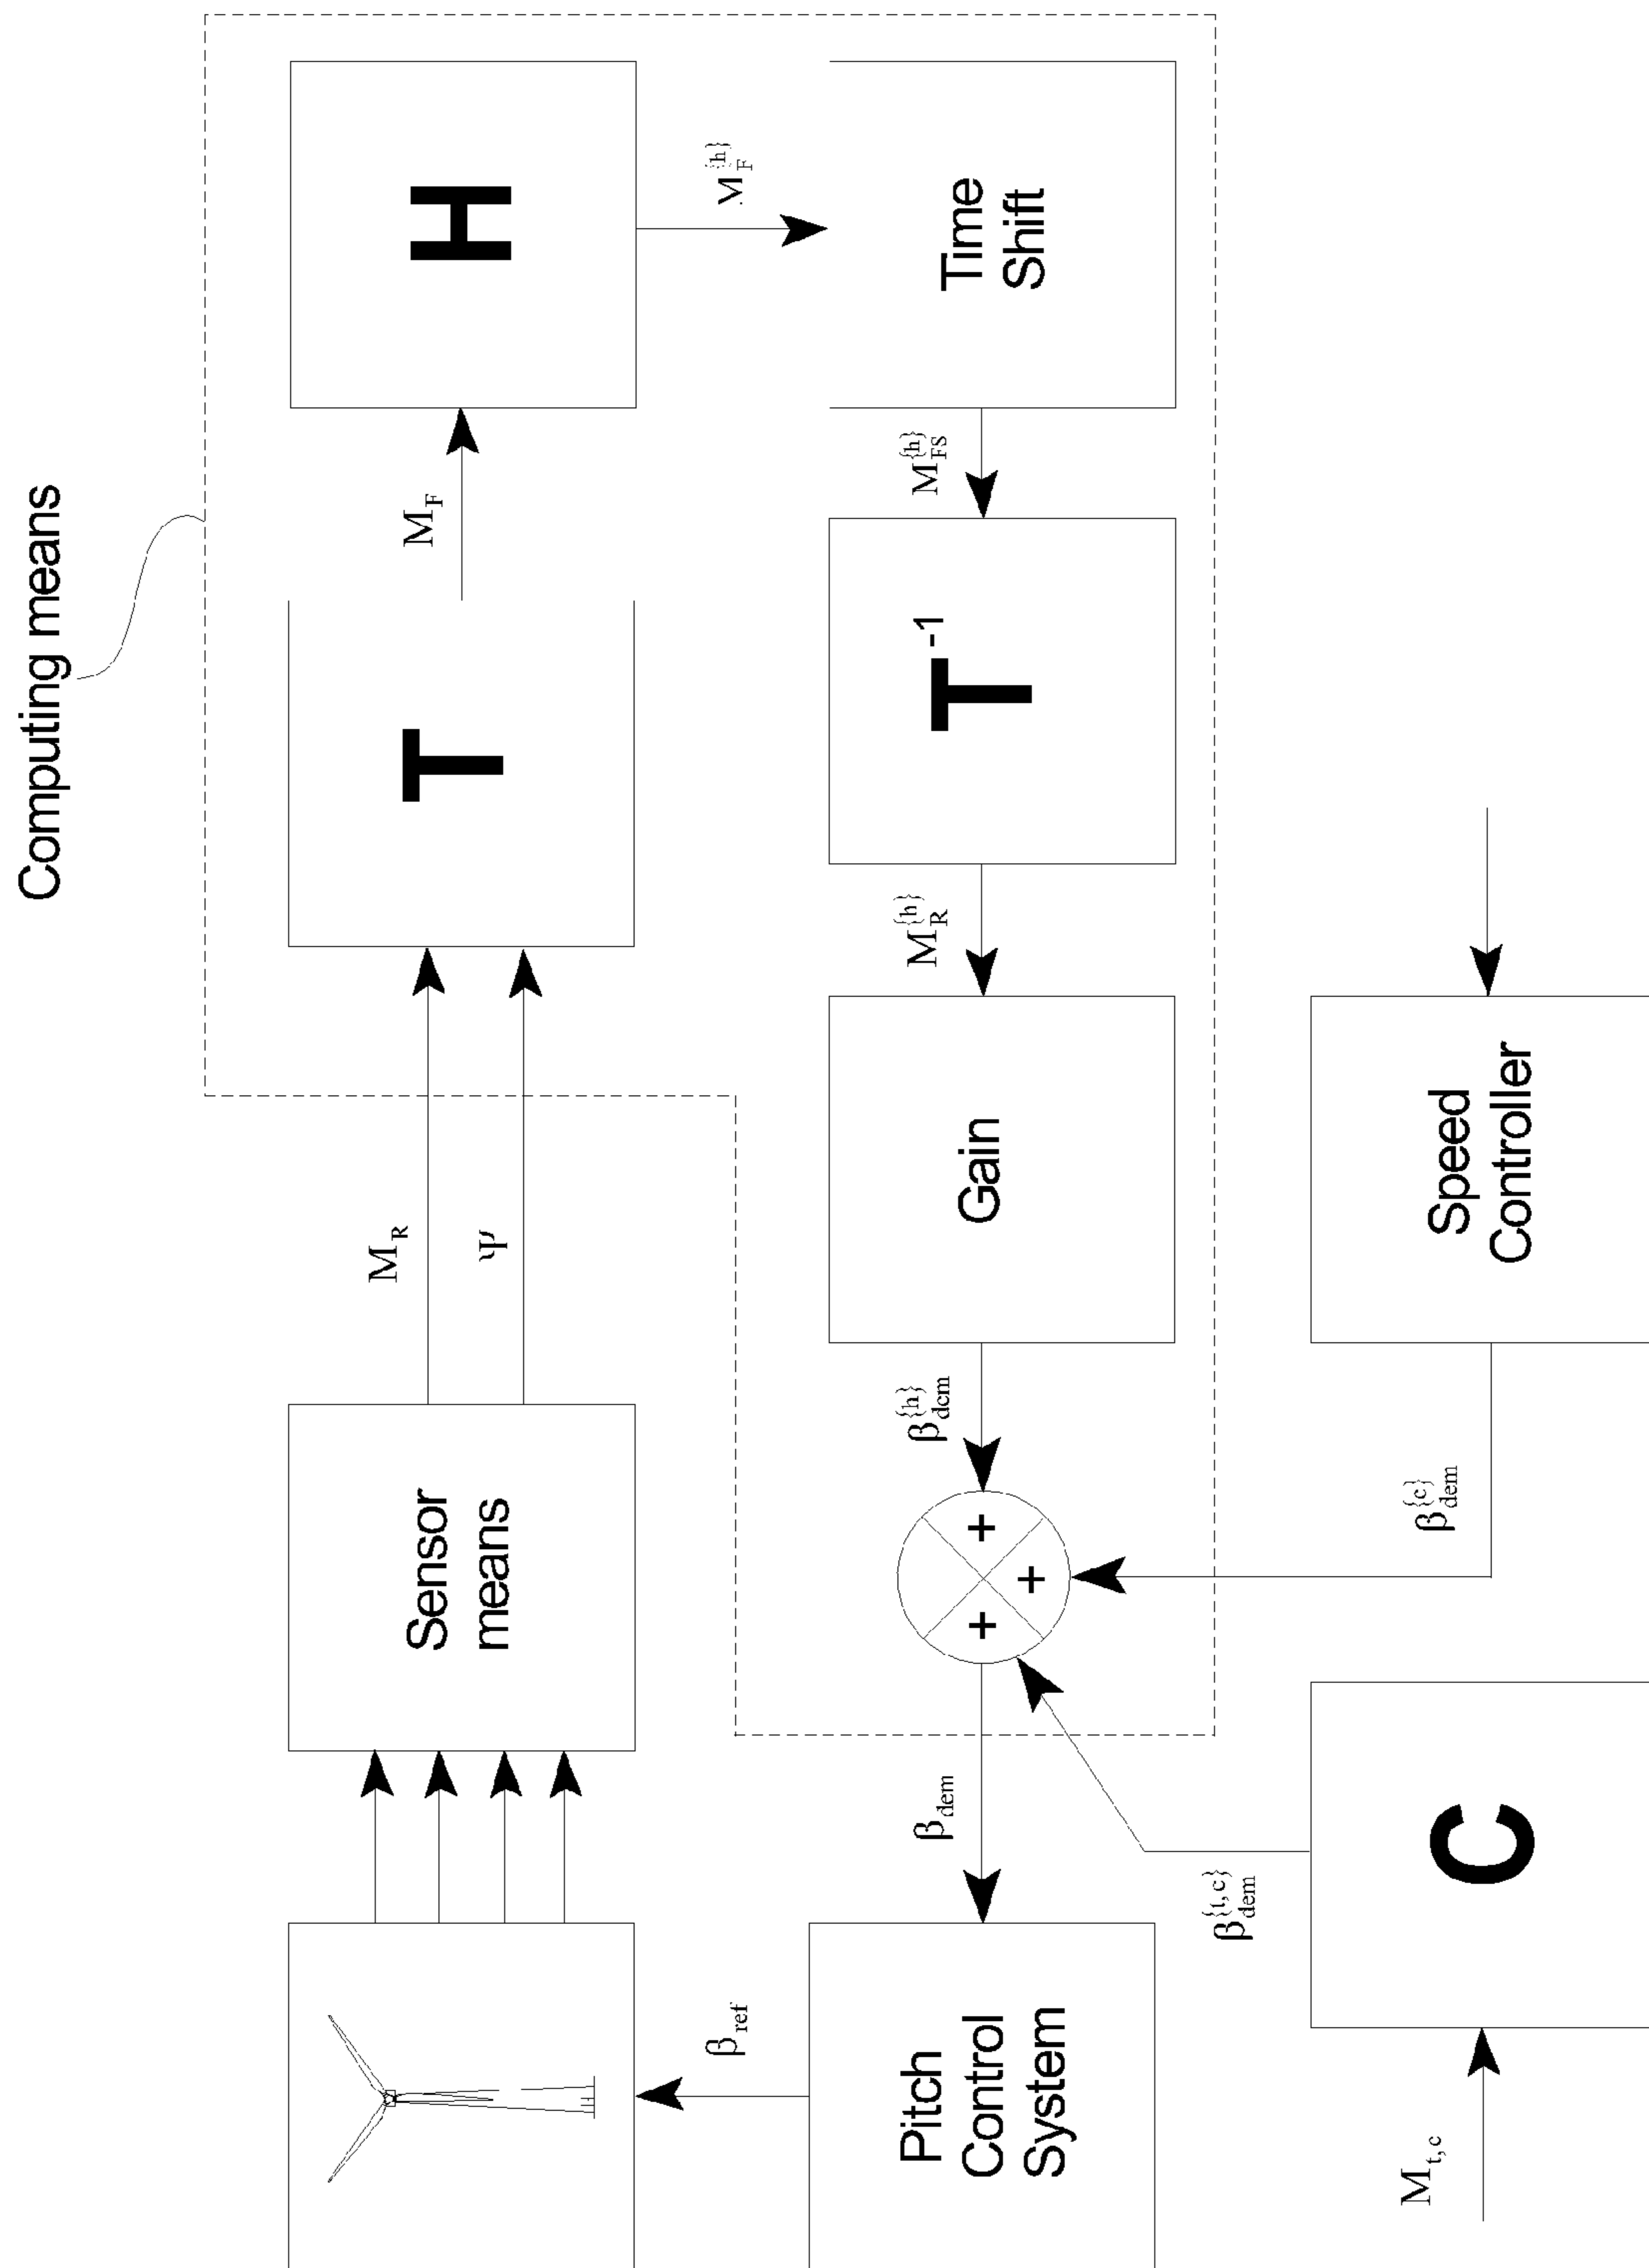 Computing means
Sensor
means
M_R
Ψ
T
M_F
H
M_F^{h}
Time
Shift
M_FS^{h}
T^-1
M_R^{h}
Gain
β_dem^{h}
+
+
+
β_dem
Pitch
Control
System
β_ref
Speed
Controller
β_dem^{c}
C
β_dem^{t,c}
M_t,c